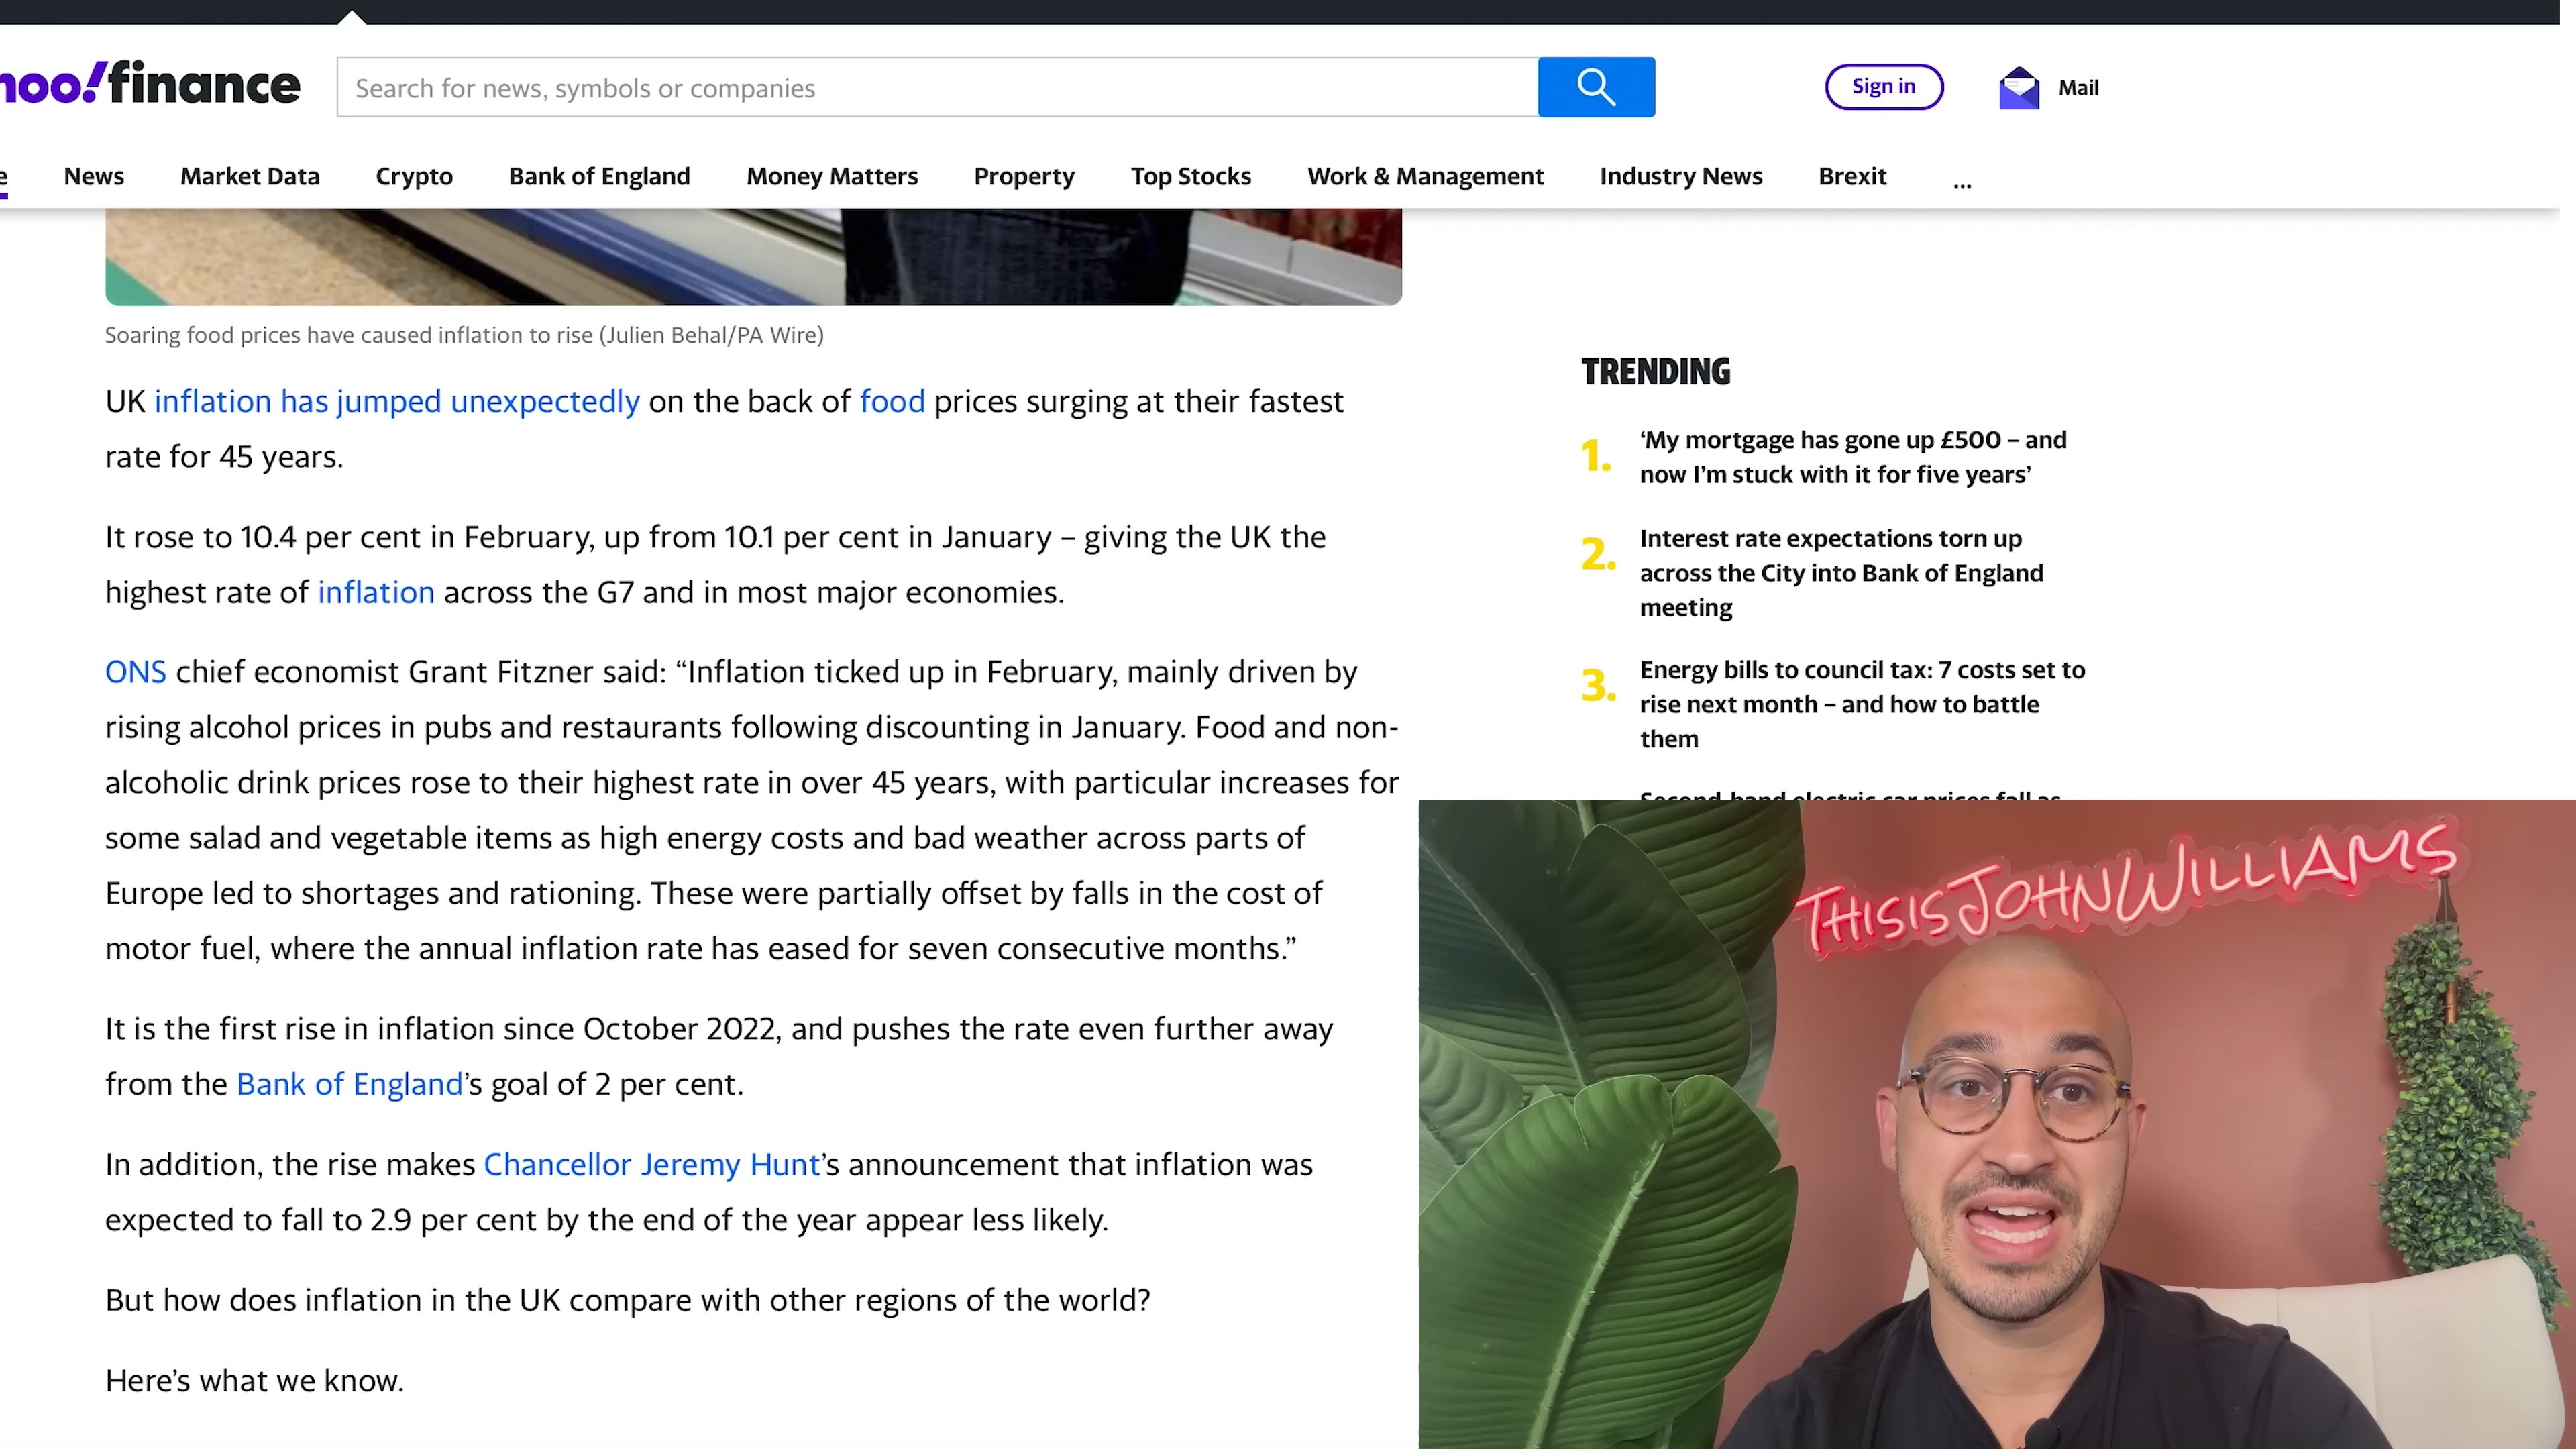 finance
Search for news, symbols or companies
Sign in
Mail
News
Market Data
Crypto
Bank of England
Money Matters
Property
Top Stocks
Work & Management
Industry News
Brexit
...
Soaring food prices have caused inflation to rise (Julien Behal/PA Wire)
UK inflation has jumped unexpectedly on the back of food prices surging at their fastest
rate for 45 years.
It rose to 10.4 per cent in February, up from 10.1 per cent in January – giving the UK the
highest rate of inflation across the G7 and in most major economies.
ONS chief economist Grant Fitzner said: “Inflation ticked up in February, mainly driven by
rising alcohol prices in pubs and restaurants following discounting in January. Food and non-
alcoholic drink prices rose to their highest rate in over 45 years, with particular increases for
some salad and vegetable items as high energy costs and bad weather across parts of
Europe led to shortages and rationing. These were partially offset by falls in the cost of
motor fuel, where the annual inflation rate has eased for seven consecutive months.”
It is the first rise in inflation since October 2022, and pushes the rate even further away
from the Bank of England’s goal of 2 per cent.
In addition, the rise makes Chancellor Jeremy Hunt’s announcement that inflation was
expected to fall to 2.9 per cent by the end of the year appear less likely.
But how does inflation in the UK compare with other regions of the world?
Here’s what we know.
TRENDING
1. ‘My mortgage has gone up £500 – and
now I’m stuck with it for five years’
2. Interest rate expectations torn up
across the City into Bank of England
meeting
3. Energy bills to council tax: 7 costs set to
rise next month – and how to battle
them
Second-hand electric car prices fall as
THISISJOHNWILLIAMS